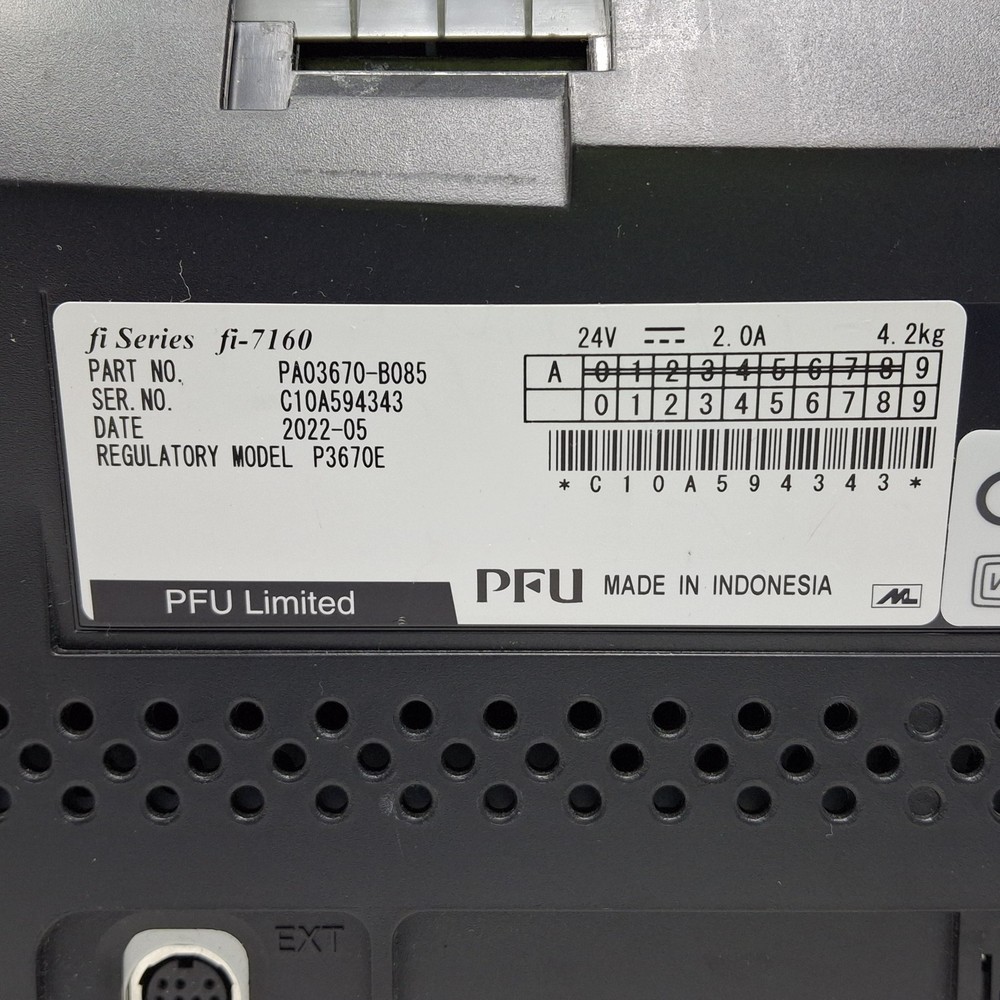 fi Series fi-7160
PART NO. PA03670-B085
SER.NO. C10A594343
DATE 2022-05
REGULATORY MODEL P3670E
24V ⎓ 2.0A 4.2kg
A 0 1 2 3 4 5 6 7 8 9
0 1 2 3 4 5 6 7 8 9
*C10A594343*
PFU Limited
PFU MADE IN INDONESIA
ML
EXT